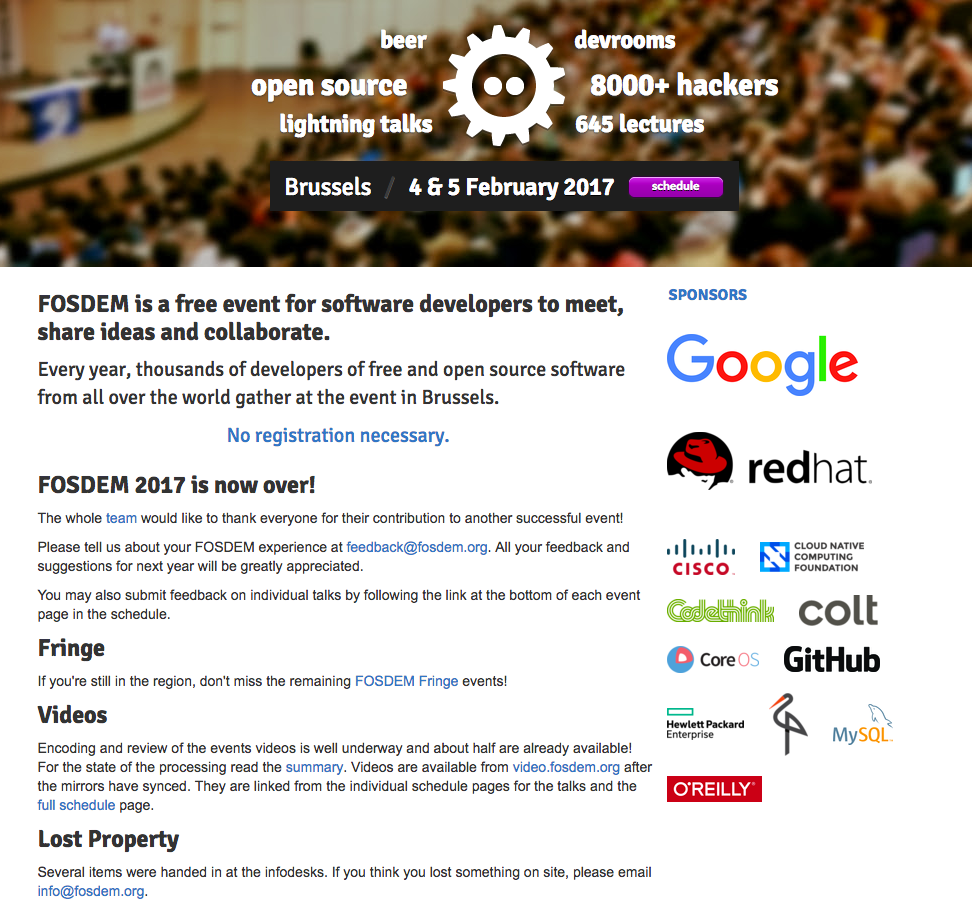 beer
devrooms
open source
8000+ hackers
lightning talks
645 lectures
Brussels / 4 & 5 February 2017 schedule
FOSDEM is a free event for software developers to meet,
share ideas and collaborate.
Every year, thousands of developers of free and open source software
from all over the world gather at the event in Brussels.
No registration necessary.
FOSDEM 2017 is now over!
The whole team would like to thank everyone for their contribution to another successful event!
Please tell us about your FOSDEM experience at feedback@fosdem.org. All your feedback and
suggestions for next year will be greatly appreciated.
You may also submit feedback on individual talks by following the link at the bottom of each event
page in the schedule.
Fringe
If you're still in the region, don't miss the remaining FOSDEM Fringe events!
Videos
Encoding and review of the events videos is well underway and about half are already available!
For the state of the processing read the summary. Videos are available from video.fosdem.org after
the mirrors have synced. They are linked from the individual schedule pages for the talks and the
full schedule page.
Lost Property
Several items were handed in at the infodesks. If you think you lost something on site, please email
info@fosdem.org.
SPONSORS
Google
redhat.
CISCO
CLOUD NATIVE
COMPUTING
FOUNDATION
Codethink
colt
CoreOS
GitHub
Hewlett Packard
Enterprise
MySQL
O'REILLY